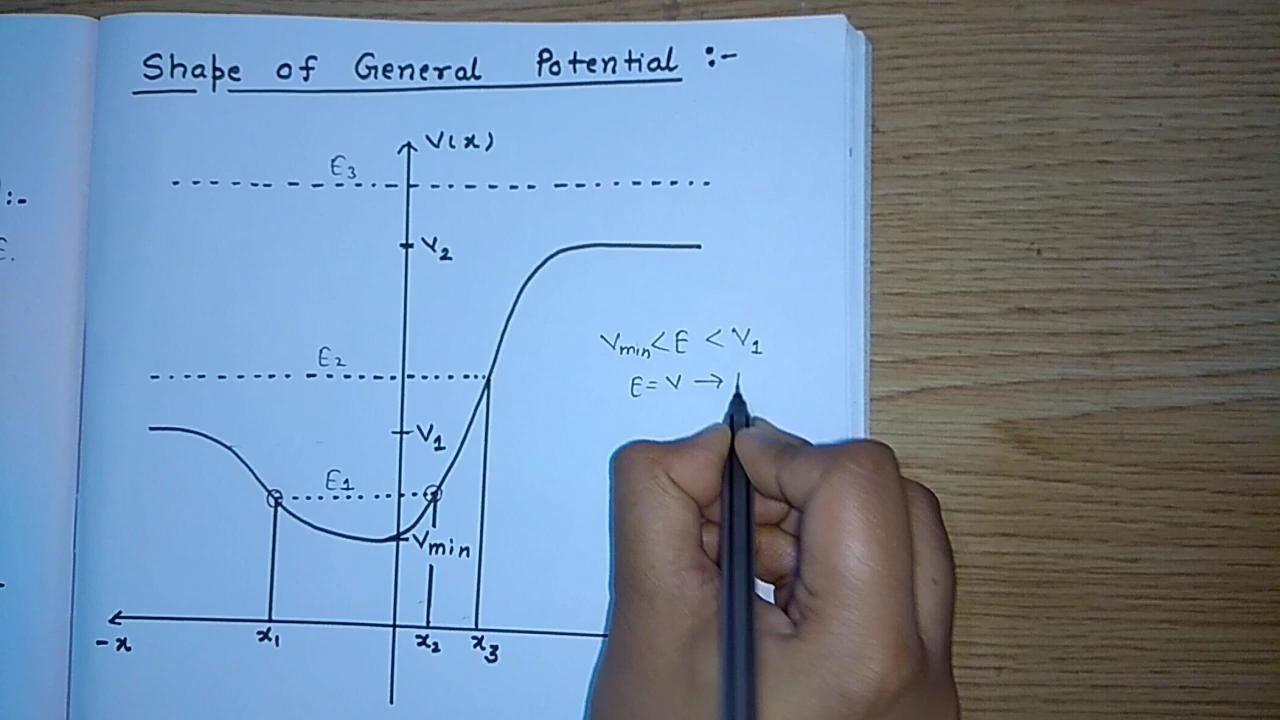 Shape of General Potential :-
V(x)
E₃
:-
V₂
E.
Vmin < E < V₁
E₂
E = V →
V₁
E₁
Vmin
-x
x₁
x₂
x₃